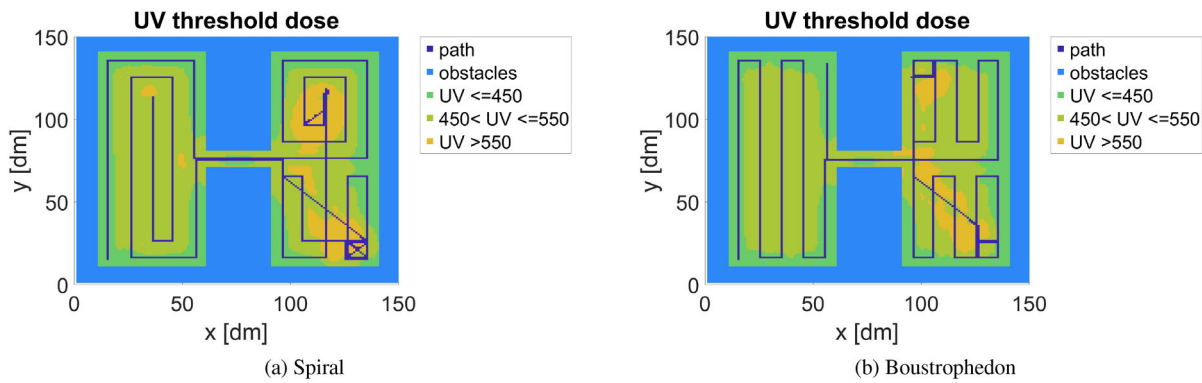 UV threshold dose
150
100
50
0
y [dm]
0
50
100
150
x [dm]
path
obstacles
UV <=450
450< UV <=550
UV >550
(a) Spiral
UV threshold dose
150
100
50
0
y [dm]
0
50
100
150
x [dm]
path
obstacles
UV <=450
450< UV <=550
UV >550
(b) Boustrophedon